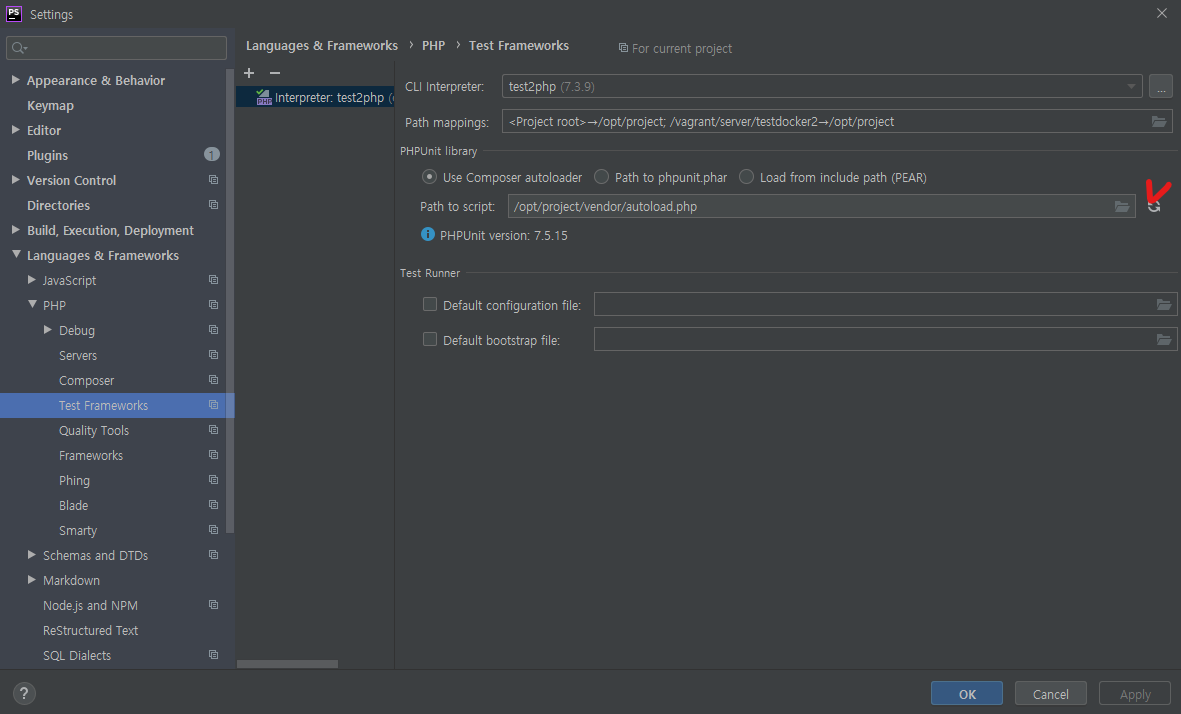 PS Settings
Languages & Frameworks › PHP › Test Frameworks For current project
Appearance & Behavior
Keymap
Editor
Plugins 1
Version Control
Directories
Build, Execution, Deployment
Languages & Frameworks
JavaScript
PHP
Debug
Servers
Composer
Test Frameworks
Quality Tools
Frameworks
Phing
Blade
Smarty
Schemas and DTDs
Markdown
Node.js and NPM
ReStructured Text
SQL Dialects
PHP Interpreter: test2php (
CLI Interpreter: test2php (7.3.9) ...
Path mappings: <Project root>→/opt/project; /vagrant/server/testdocker2→/opt/project
PHPUnit library
Use Composer autoloader Path to phpunit.phar Load from include path (PEAR)
Path to script: /opt/project/vendor/autoload.php
PHPUnit version: 7.5.15
Test Runner
Default configuration file:
Default bootstrap file:
? OK Cancel Apply